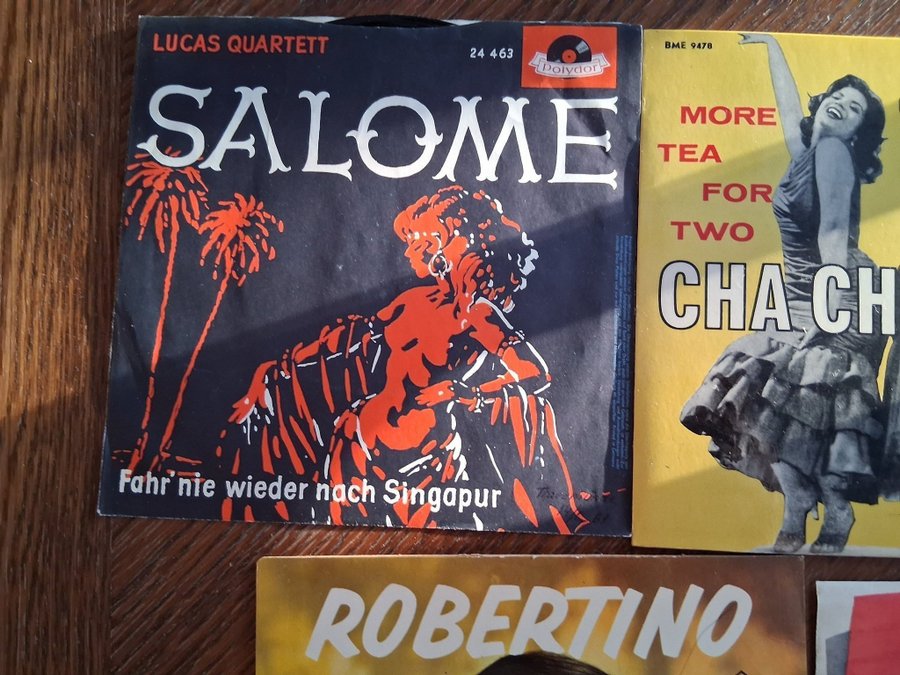 LUCAS QUARTETT
24 463
Polydor
SALOME
Fahr' nie wieder nach Singapur
BME 9478
MORE
TEA
FOR
TWO
CHA CH
ROBERTINO